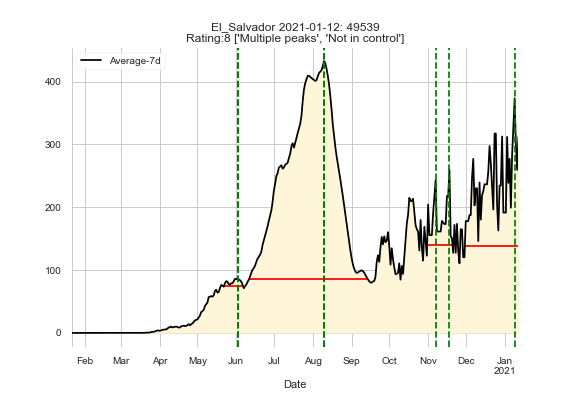 El_Salvador 2021-01-12: 49539
Rating:8 ['Multiple peaks', 'Not in control']
Average-7d
400
300
200
100
0
Feb Mar Apr May Jun Jul Aug Sep Oct Nov Dec Jan
2021
Date